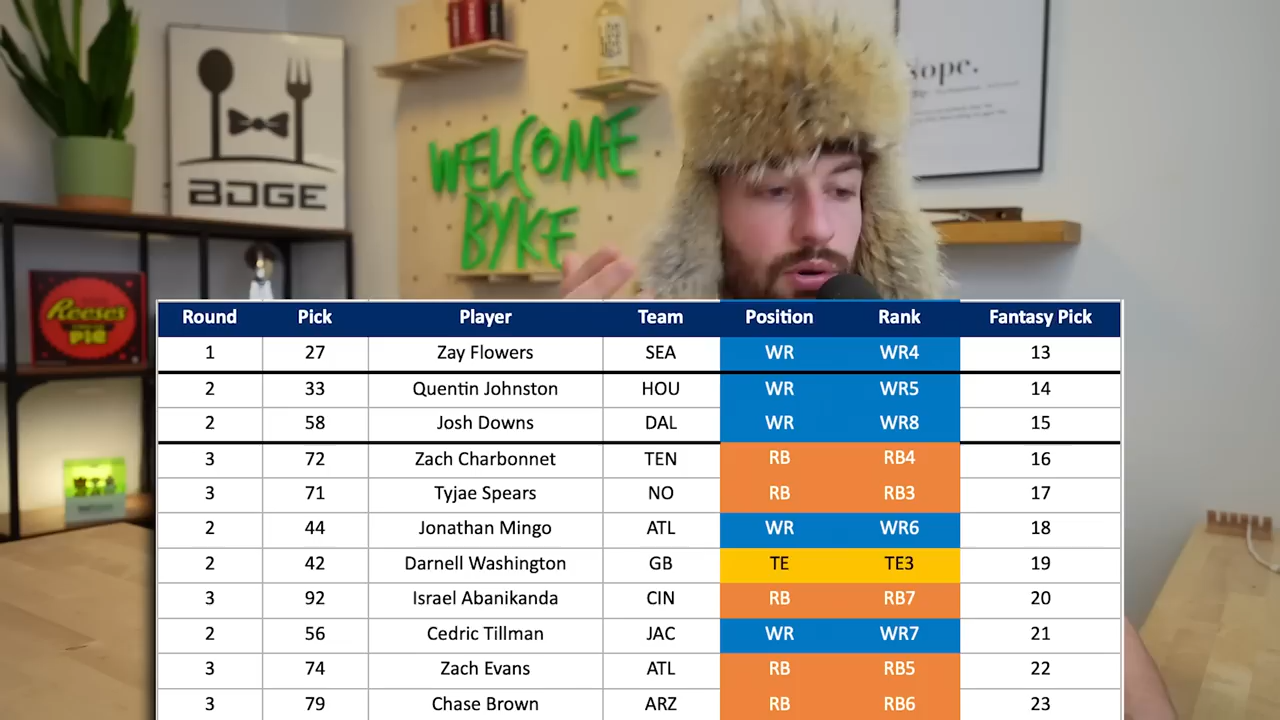 BDGE
WELCOME
BYKE
Nope.
Reese's
PIE
Round Pick Player Team Position Rank Fantasy Pick
1 27 Zay Flowers SEA WR WR4 13
2 33 Quentin Johnston HOU WR WR5 14
2 58 Josh Downs DAL WR WR8 15
3 72 Zach Charbonnet TEN RB RB4 16
3 71 Tyjae Spears NO RB RB3 17
2 44 Jonathan Mingo ATL WR WR6 18
2 42 Darnell Washington GB TE TE3 19
3 92 Israel Abanikanda CIN RB RB7 20
2 56 Cedric Tillman JAC WR WR7 21
3 74 Zach Evans ATL RB RB5 22
3 79 Chase Brown ARZ RB RB6 23